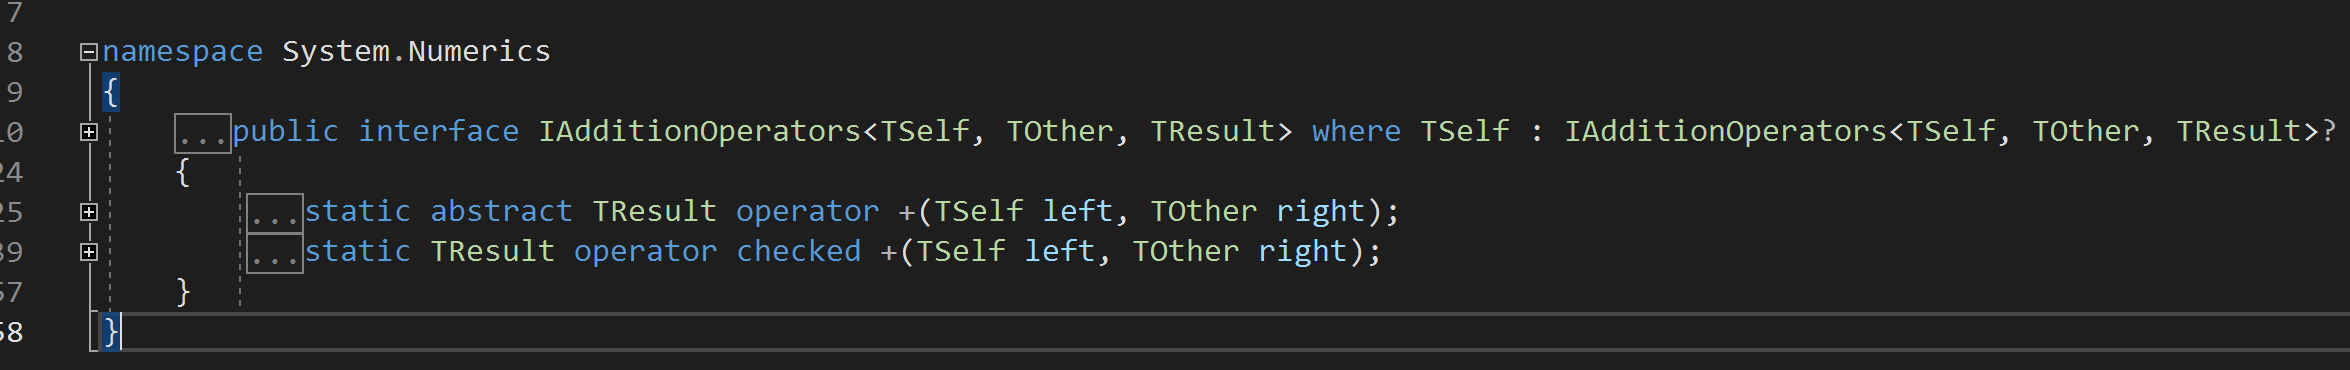 7
8 namespace System.Numerics
9 {
10 ...public interface IAdditionOperators<TSelf, TOther, TResult> where TSelf : IAdditionOperators<TSelf, TOther, TResult>?
24 {
25 ...static abstract TResult operator +(TSelf left, TOther right);
39 ...static TResult operator checked +(TSelf left, TOther right);
57 }
58 }